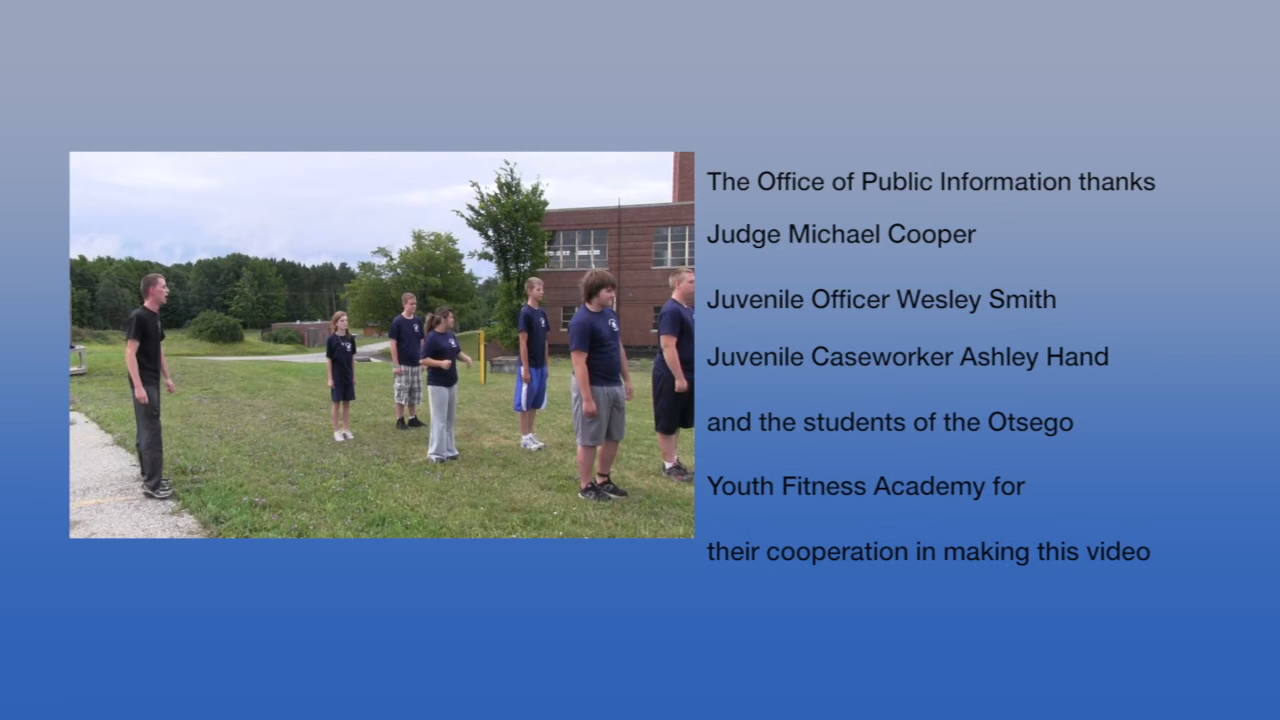 The Office of Public Information thanks
Judge Michael Cooper
Juvenile Officer Wesley Smith
Juvenile Caseworker Ashley Hand
and the students of the Otsego
Youth Fitness Academy for
their cooperation in making this video